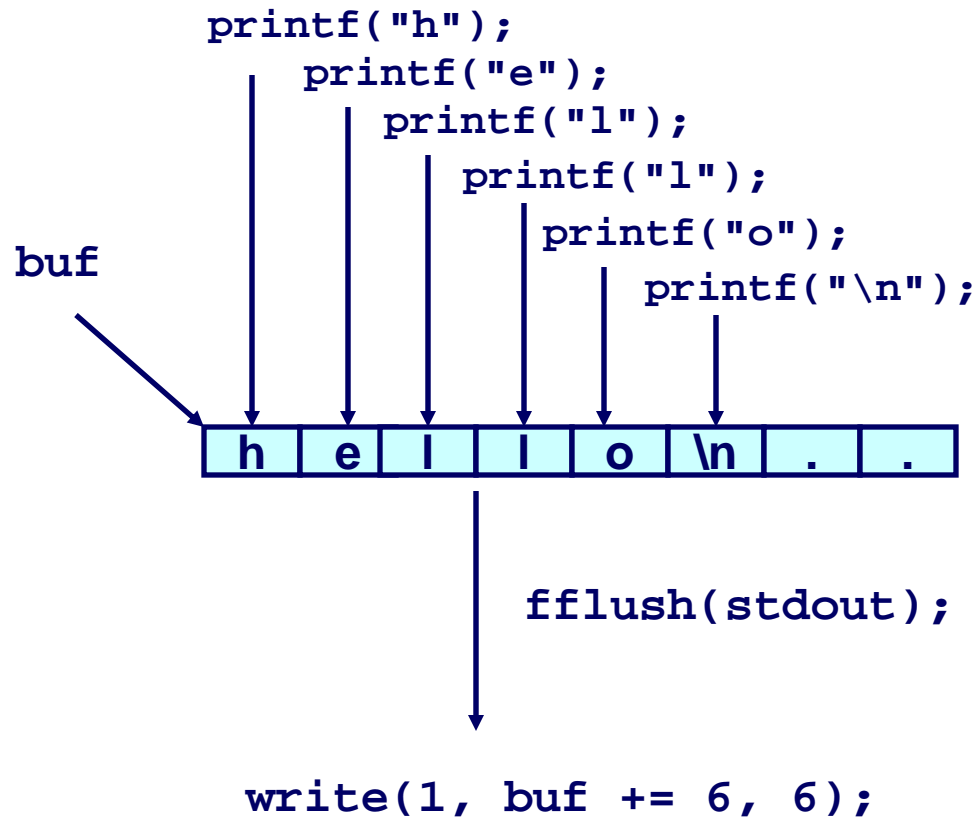 printf("h");
printf("e");
printf("l");
printf("l");
printf("o");
buf
printf("\n");
h e l l o \n . .
fflush(stdout);
write(1, buf += 6, 6);